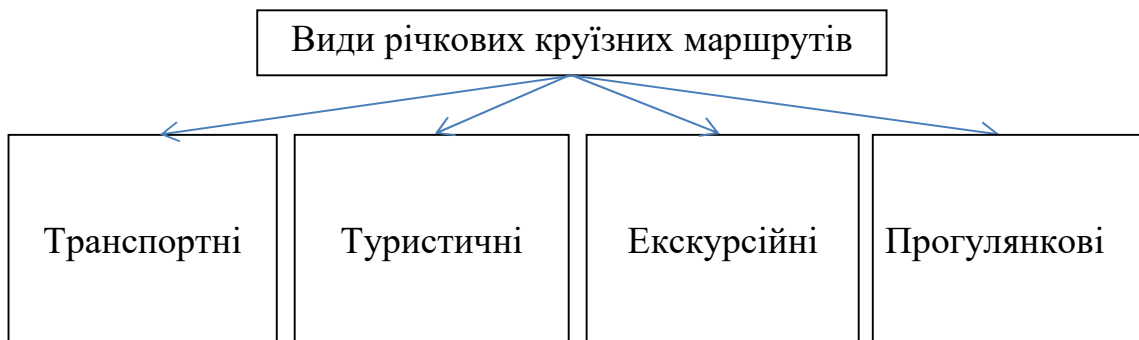 Види річкових круїзних маршрутів
Транспортні
Туристичні
Екскурсійні
Прогулянкові